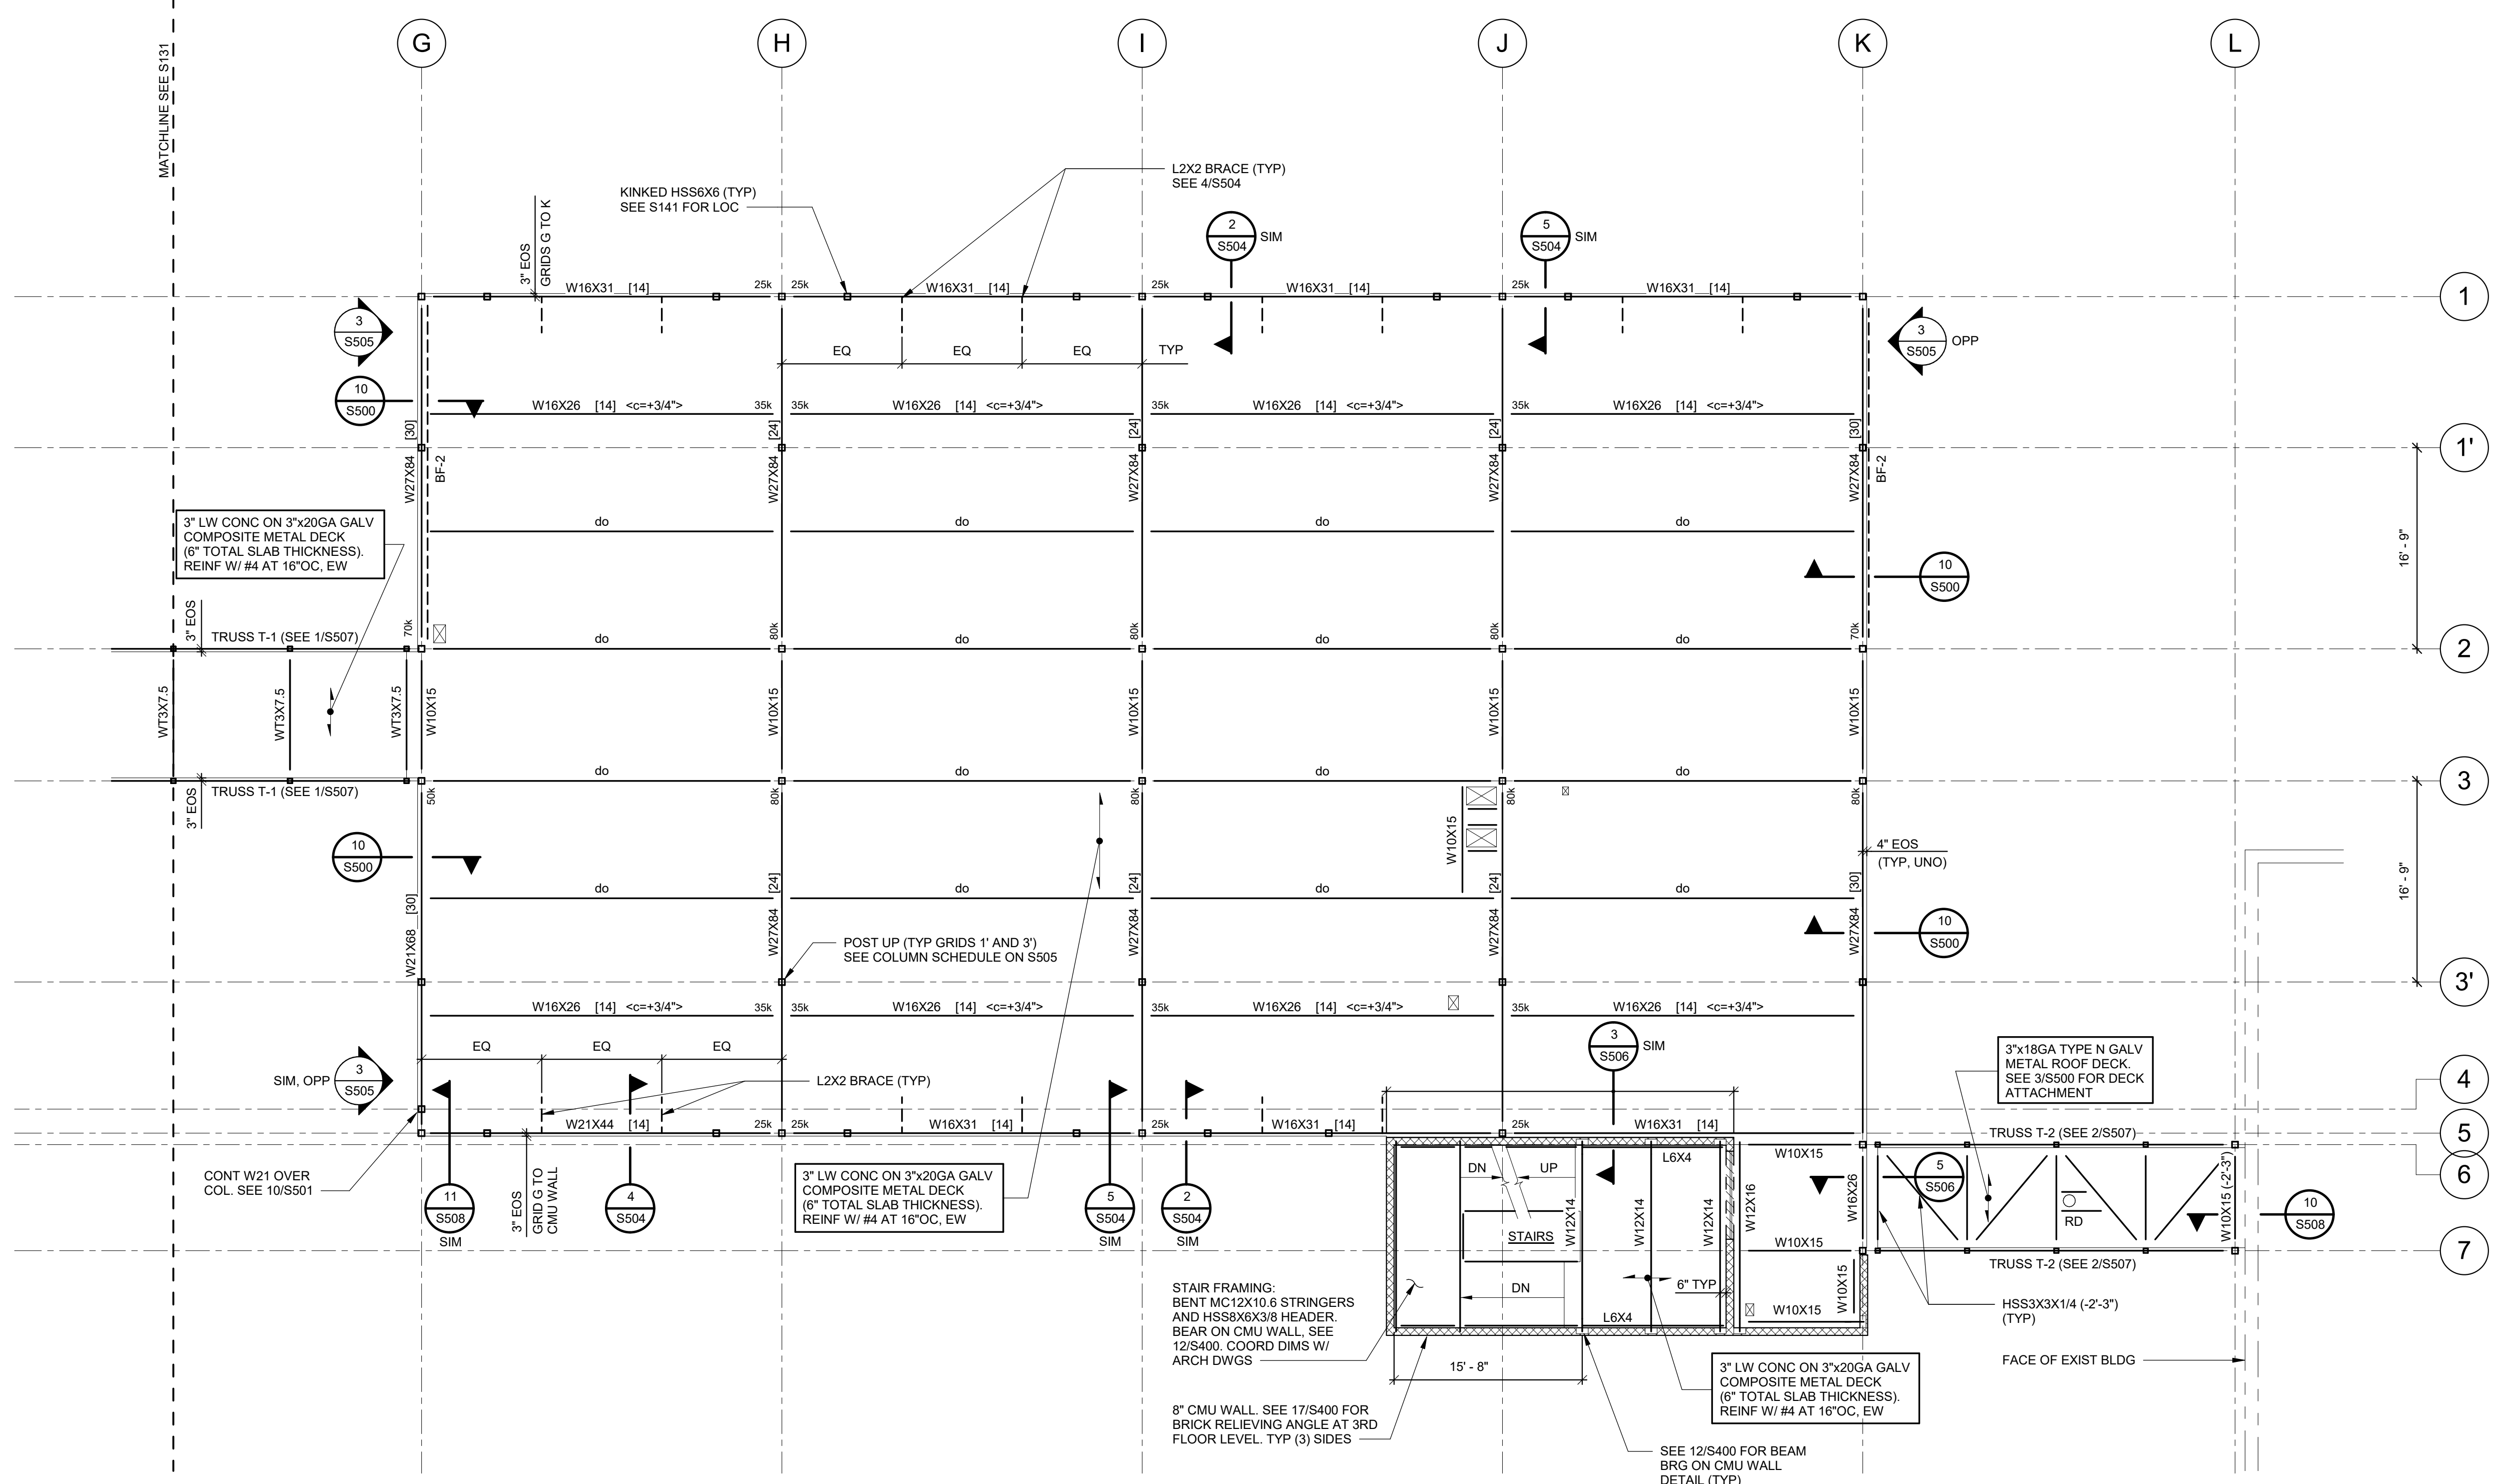 MATCHLINE SEE S131
G
H
I
J
K
L
L2X2 BRACE (TYP)
SEE 4/S504
KINKED HSS6X6 (TYP)
SEE S141 FOR LOC
3" EOS
GRIDS G TO K
2
S504
SIM
5
S504
SIM
W16X31 [14]
25k
25k
W16X31 [14]
25k
W16X31 [14]
25k
W16X31 [14]
1
3
S505
3
S505
OPP
EQ
EQ
EQ
TYP
10
S500
W16X26 [14] <c=+3/4">
35k
35k
W16X26 [14] <c=+3/4">
35k
W16X26 [14] <c=+3/4">
35k
W16X26 [14] <c=+3/4">
[30]
[24]
[24]
[24]
[30]
1'
W27X84
BF-2
W27X84
W27X84
W27X84
W27X84
BF-2
3" LW CONC ON 3"x20GA GALV
COMPOSITE METAL DECK
(6" TOTAL SLAB THICKNESS).
REINF W/ #4 AT 16"OC, EW
do
do
do
do
16' - 9"
10
S500
3" EOS
TRUSS T-1 (SEE 1/S507)
70k
80k
80k
80k
70k
do
do
do
do
2
WT3X7.5
WT3X7.5
WT3X7.5
W10X15
W10X15
W10X15
W10X15
W10X15
do
do
do
do
3
TRUSS T-1 (SEE 1/S507)
3" EOS
50k
80k
80k
80k
80k
W10X15
10
S500
4" EOS
(TYP, UNO)
16' - 9"
do
do
do
do
[30]
[24]
[24]
[24]
[30]
W21X68
W27X84
W27X84
W27X84
W27X84
10
S500
POST UP (TYP GRIDS 1' AND 3')
SEE COLUMN SCHEDULE ON S505
3'
W16X26 [14] <c=+3/4">
35k
35k
W16X26 [14] <c=+3/4">
35k
W16X26 [14] <c=+3/4">
35k
W16X26 [14] <c=+3/4">
EQ
EQ
EQ
3
S506
SIM
3"x18GA TYPE N GALV
METAL ROOF DECK.
SEE 3/S500 FOR DECK
ATTACHMENT
SIM, OPP
3
S505
L2X2 BRACE (TYP)
4
W21X44 [14]
25k
25k
W16X31 [14]
25k
W16X31 [14]
25k
W16X31 [14]
TRUSS T-2 (SEE 2/S507)
5
6
CONT W21 OVER
COL. SEE 10/S501
11
S508
SIM
3" EOS
GRID G TO
CMU WALL
4
S504
3" LW CONC ON 3"x20GA GALV
COMPOSITE METAL DECK
(6" TOTAL SLAB THICKNESS).
REINF W/ #4 AT 16"OC, EW
5
S504
SIM
2
S504
SIM
DN
UP
L6X4
W10X15
W12X14
W12X14
W12X14
W12X16
W16X26
5
S506
RD
W10X15 (-2'-3")
10
S508
STAIRS
W10X15
7
TRUSS T-2 (SEE 2/S507)
DN
6" TYP
W10X15
L6X4
W10X15
STAIR FRAMING:
BENT MC12X10.6 STRINGERS
AND HSS8X6X3/8 HEADER.
BEAR ON CMU WALL, SEE
12/S400. COORD DIMS W/
ARCH DWGS
HSS3X3X1/4 (-2'-3")
(TYP)
15' - 8"
FACE OF EXIST BLDG
3" LW CONC ON 3"x20GA GALV
COMPOSITE METAL DECK
(6" TOTAL SLAB THICKNESS).
REINF W/ #4 AT 16"OC, EW
8" CMU WALL. SEE 17/S400 FOR
BRICK RELIEVING ANGLE AT 3RD
FLOOR LEVEL. TYP (3) SIDES
SEE 12/S400 FOR BEAM
BRG ON CMU WALL
DETAIL (TYP)